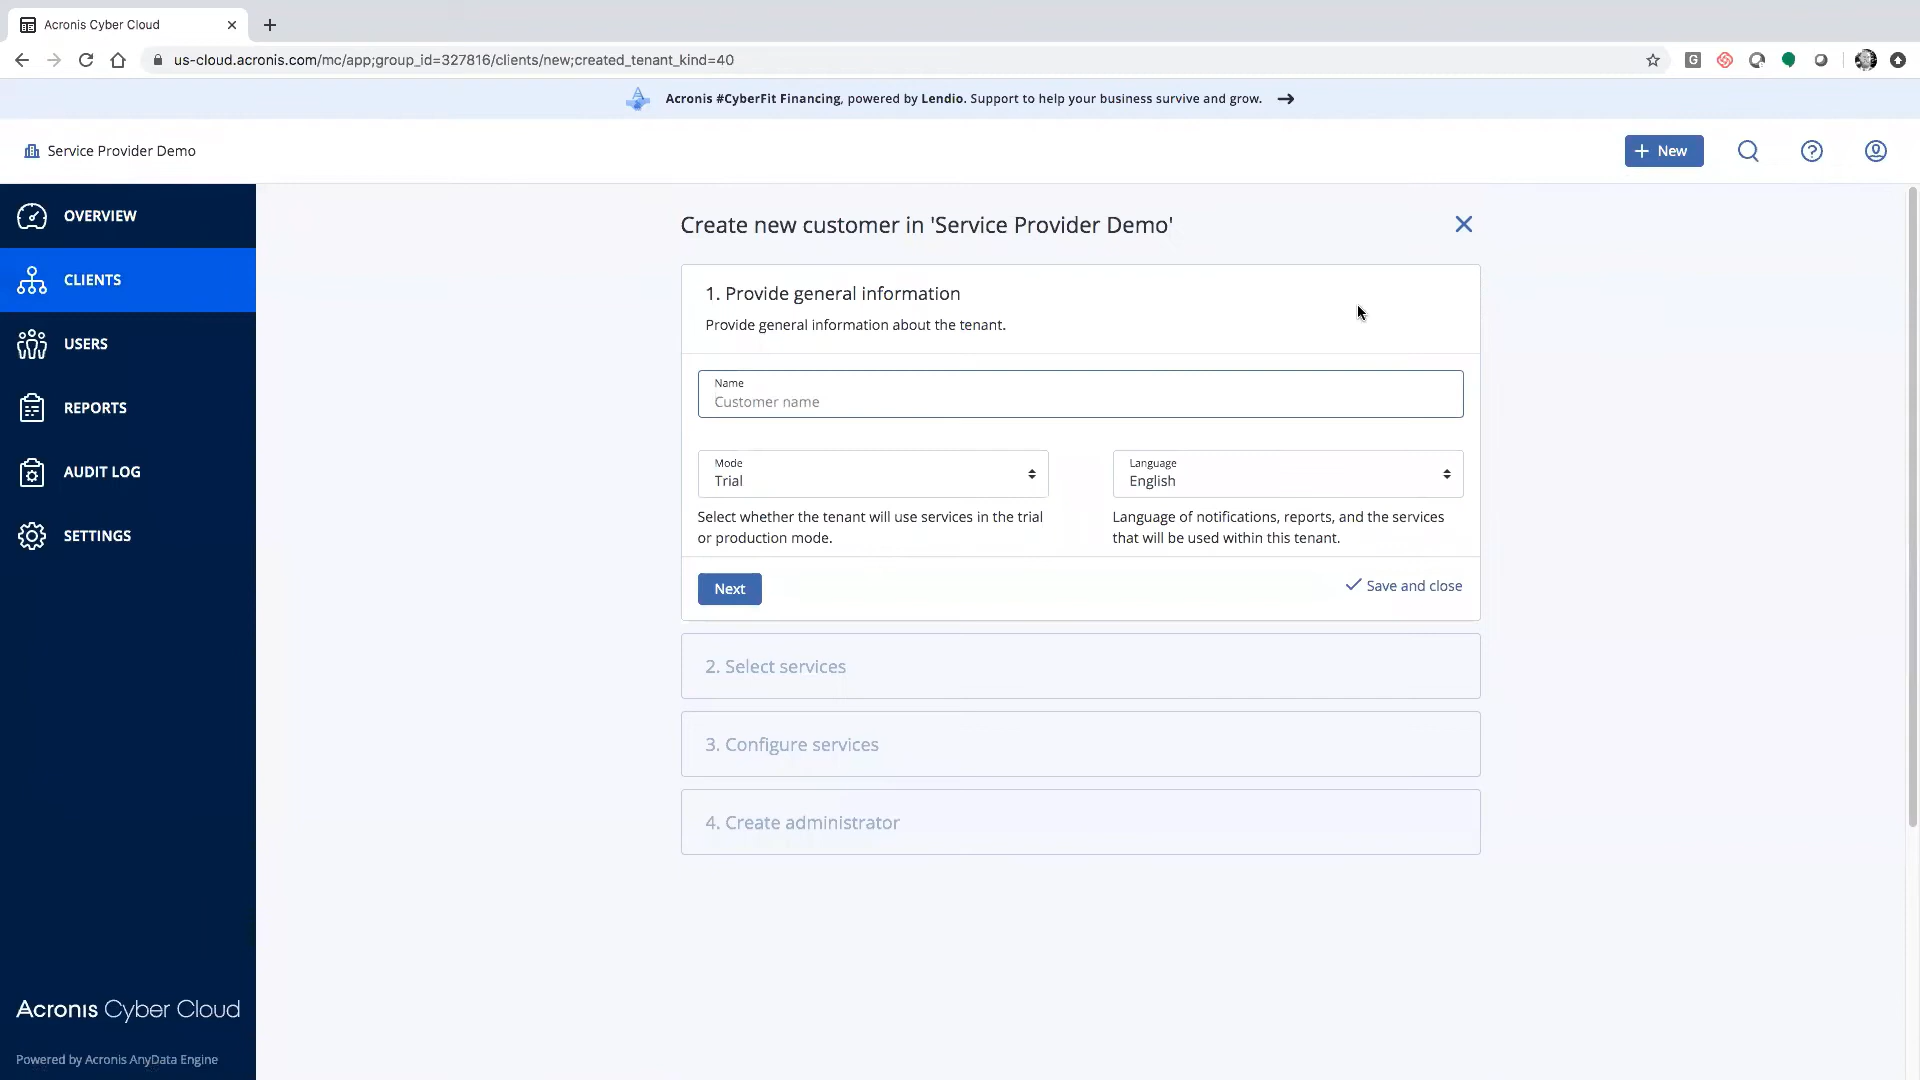 Acronis Cyber Cloud
us-cloud.acronis.com/mc/app;group_id=327816/clients/new;created_tenant_kind=40
Acronis #CyberFit Financing, powered by Lendio. Support to help your business survive and grow.
Service Provider Demo
New
OVERVIEW
CLIENTS
USERS
REPORTS
AUDIT LOG
SETTINGS
Create new customer in 'Service Provider Demo'
1. Provide general information
Provide general information about the tenant.
Name
Customer name
Mode
Trial
Select whether the tenant will use services in the trial
or production mode.
Language
English
Language of notifications, reports, and the services
that will be used within this tenant.
Next
Save and close
2. Select services
3. Configure services
4. Create administrator
Acronis Cyber Cloud
Powered by Acronis AnyData Engine